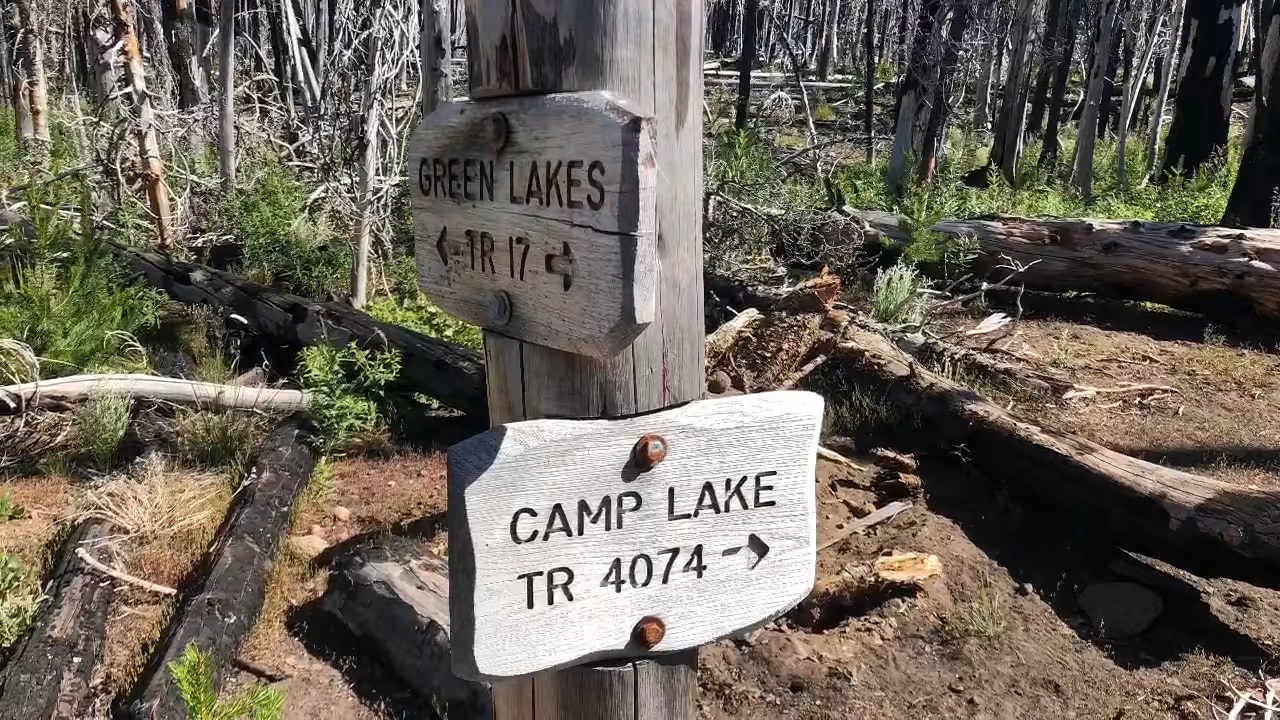 GREEN LAKES
← TR 17 →
CAMP LAKE
TR 4074 →